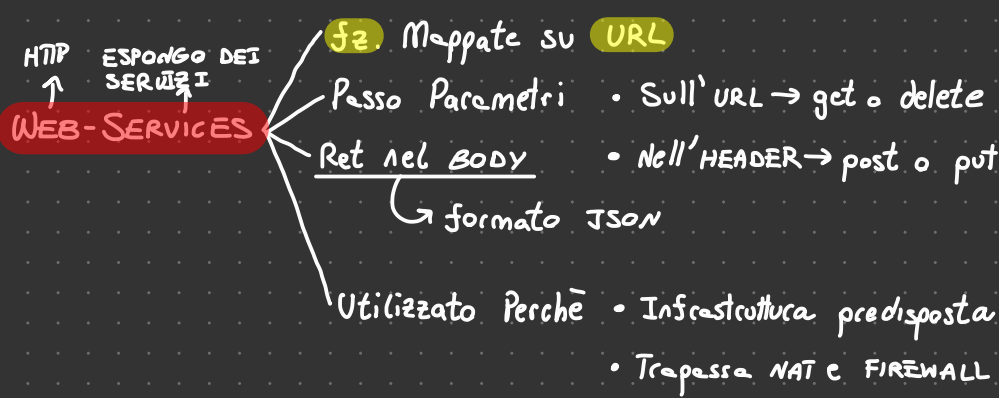 fz. Mappate su URL
HTTP
ESPONGO DEI
SERVIZI
WEB-SERVICES
Passo Parametri • Sull'URL → get o delete
Ret nel BODY • Nell'HEADER → post o put
formato JSON
Utilizzato Perchè • Infrastruttura predisposta
• Trapassa NAT e FIREWALL